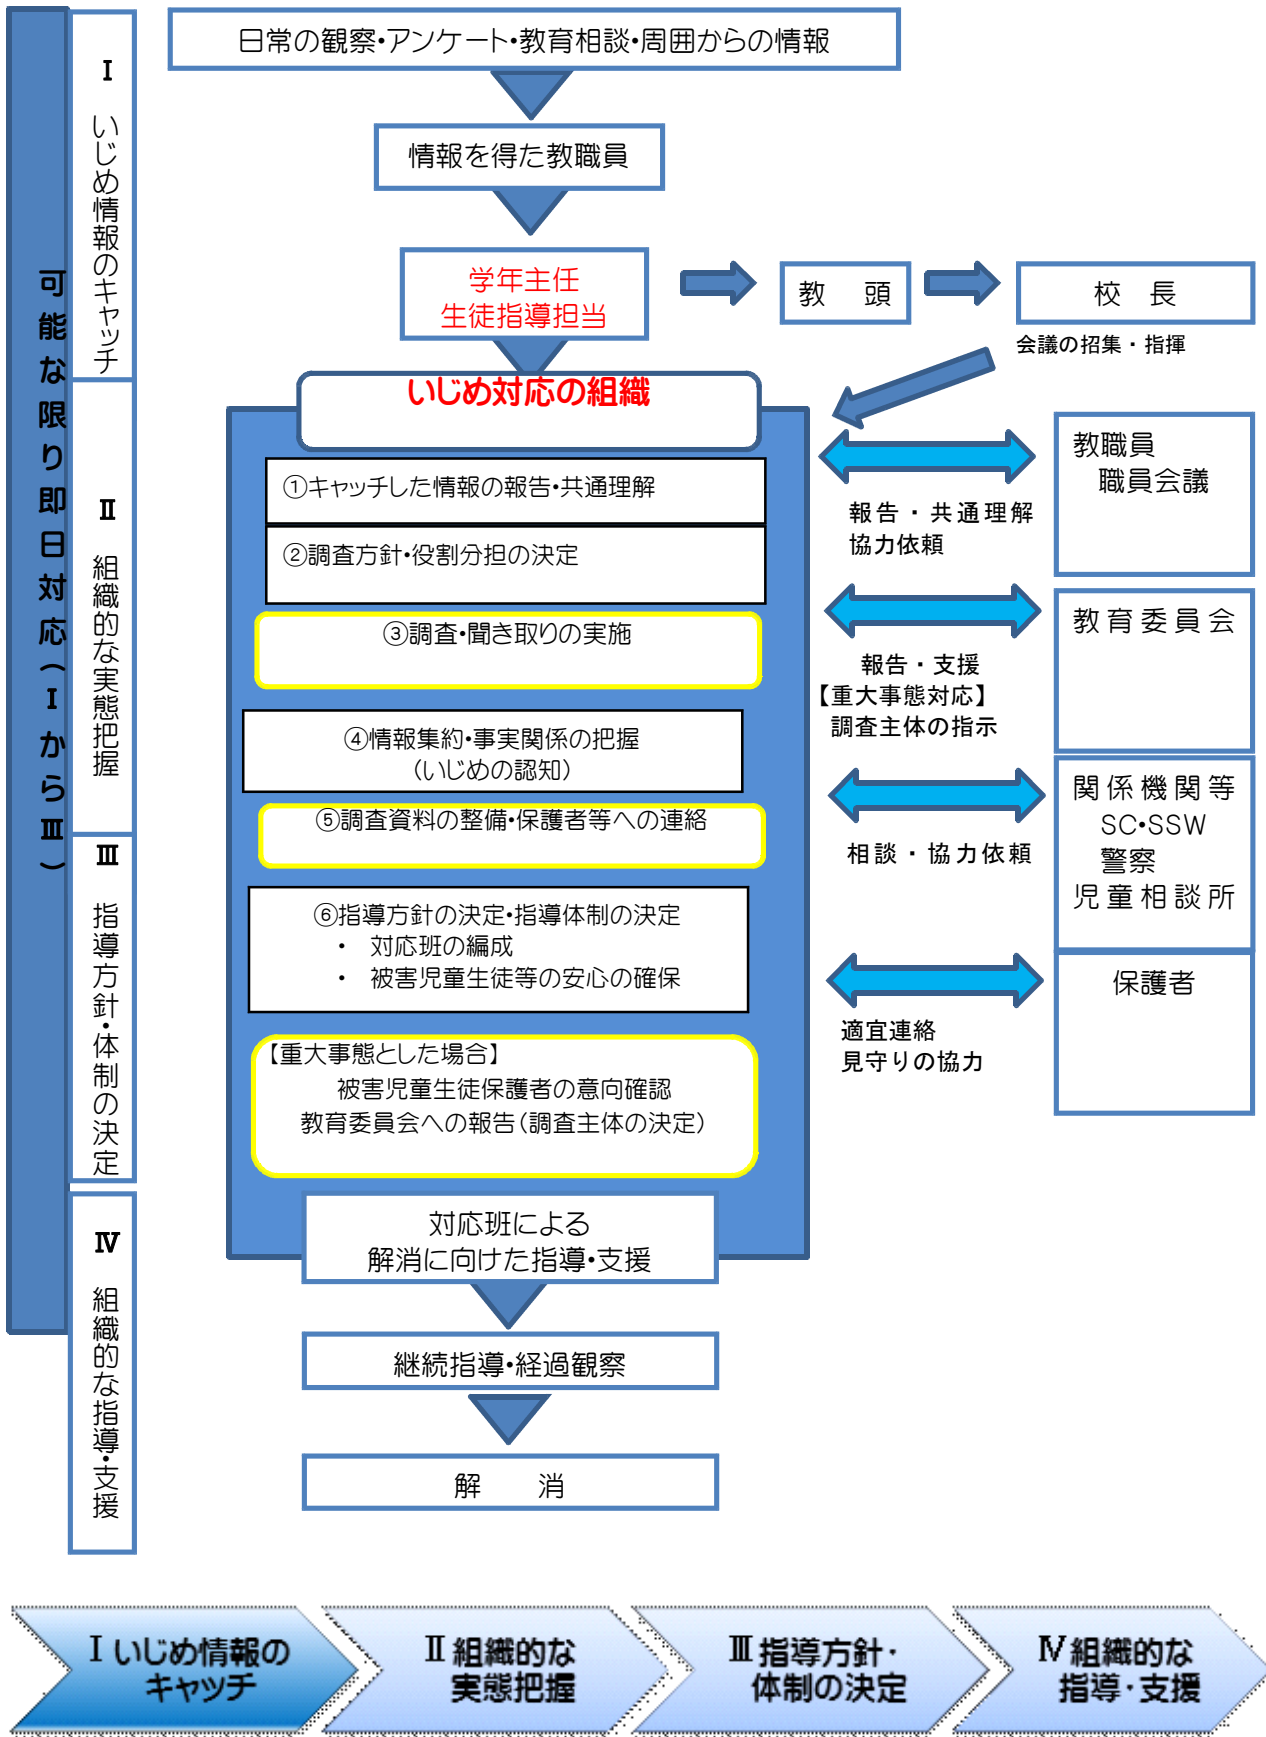 可能な限り即日対応（ⅠからⅢ）
Ⅰ　いじめ情報のキャッチ
Ⅱ　組織的な実態把握
Ⅲ　指導方針・体制の決定
Ⅳ　組織的な指導・支援
日常の観察・アンケート・教育相談・周囲からの情報
情報を得た教職員
学年主任
生徒指導担当
教　頭
校　長
会議の招集・指揮
いじめ対応の組織
①キャッチした情報の報告・共通理解
②調査方針・役割分担の決定
③調査・聞き取りの実施
④情報集約・事実関係の把握
（いじめの認知）
⑤調査資料の整備・保護者等への連絡
⑥指導方針の決定・指導体制の決定
・　対応班の編成
・　被害児童生徒等の安心の確保
【重大事態とした場合】
被害児童生徒保護者の意向確認
教育委員会への報告（調査主体の決定）
対応班による
解消に向けた指導・支援
継続指導・経過観察
解　消
報告・共通理解
協力依頼
教職員
職員会議
報告・支援
【重大事態対応】
調査主体の指示
教育委員会
相談・協力依頼
関係機関等
SC・SSW
警察
児童相談所
適宜連絡
見守りの協力
保護者
Ⅰ いじめ情報の
キャッチ
Ⅱ 組織的な
実態把握
Ⅲ 指導方針・
体制の決定
Ⅳ 組織的な
指導・支援